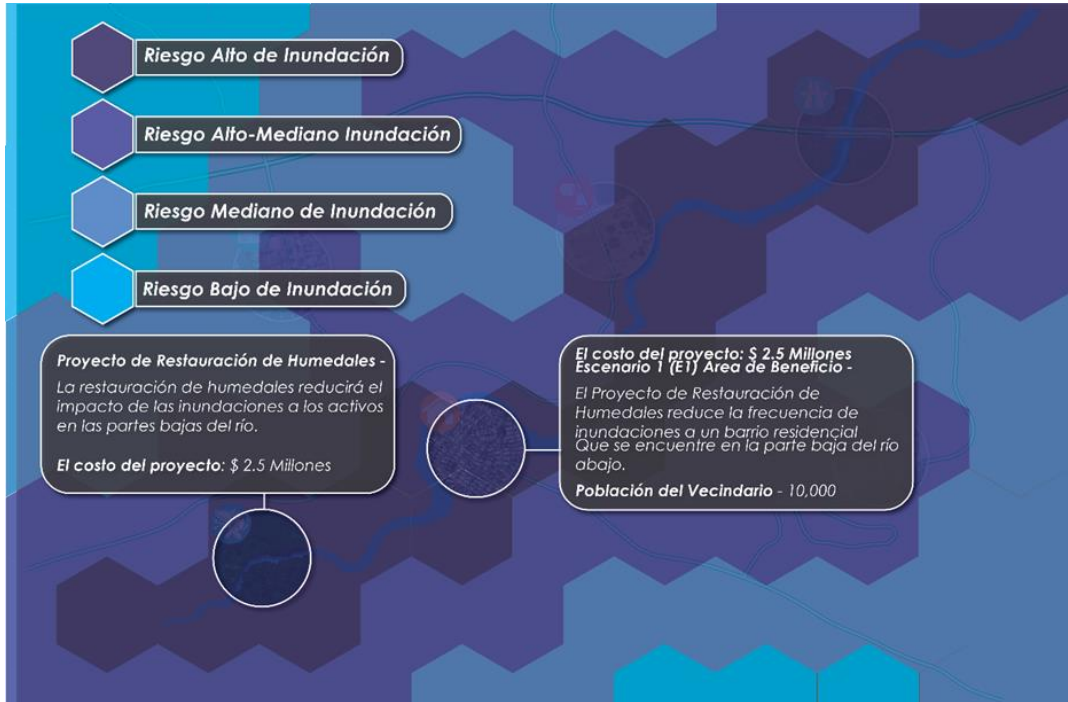 Riesgo Alto de Inundación
Riesgo Alto-Mediano Inundación
Riesgo Mediano de Inundación
Riesgo Bajo de Inundación
Proyecto de Restauración de Humedales -
La restauración de humedales reducirá el
impacto de las inundaciones a los activos
en las partes bajas del río.
El costo del proyecto: $ 2.5 Millones
El costo del proyecto: $ 2.5 Millones
Escenario 1 (E1) Area de Beneficio -
El Proyecto de Restauración de
Humedales reduce la frecuencia de
inundaciones a un barrio residencial
Que se encuentre en la parte baja del río
abajo.
Población del Vecindario - 10,000